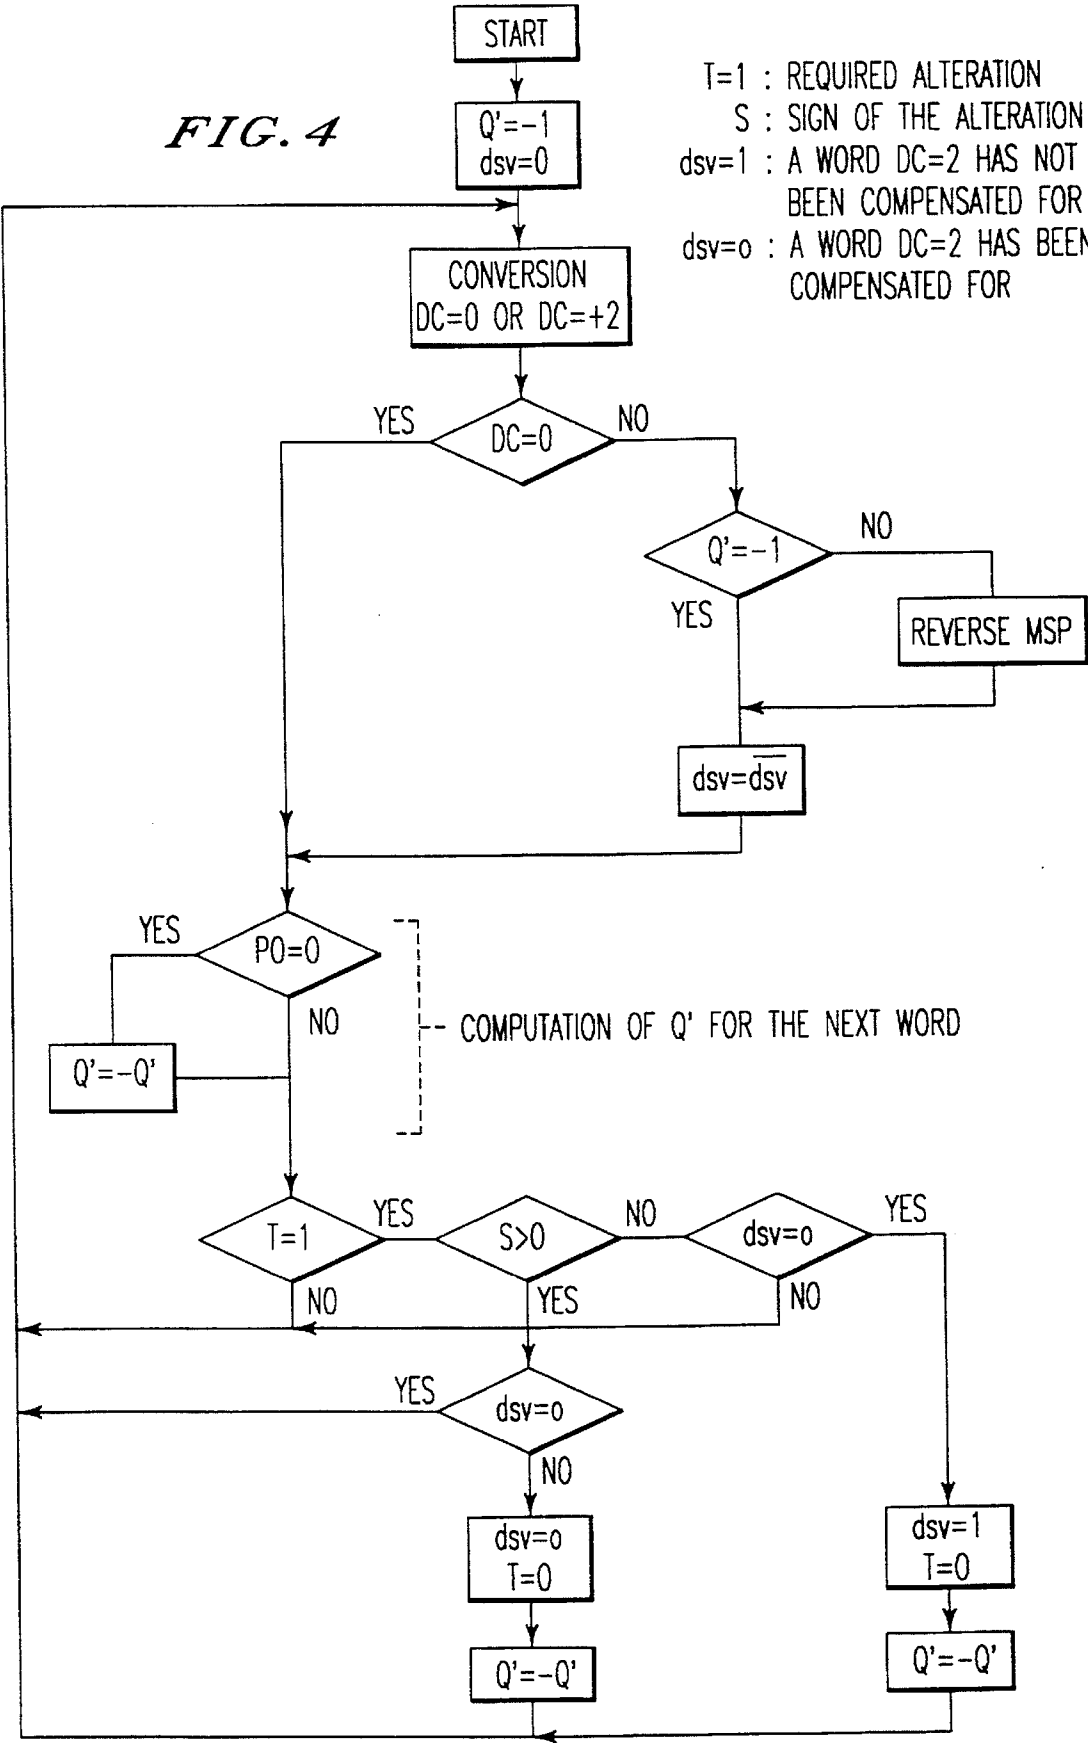 START
FIG. 4
Q'=-1
dsv=0
T=1 : REQUIRED ALTERATION
S : SIGN OF THE ALTERATION
dsv=1 : A WORD DC=2 HAS NOT
BEEN COMPENSATED FOR
dsv=o : A WORD DC=2 HAS BEEN
COMPENSATED FOR
CONVERSION
DC=0 OR DC=+2
YES
DC=0
NO
Q'=-1
NO
YES
REVERSE MSP
dsv=d̅s̅v̅
YES
PO=0
NO
Q'=-Q'
COMPUTATION OF Q' FOR THE NEXT WORD
T=1
YES
S>0
NO
dsv=o
YES
NO
YES
NO
YES
dsv=o
NO
dsv=o
T=0
dsv=1
T=0
Q'=-Q'
Q'=-Q'